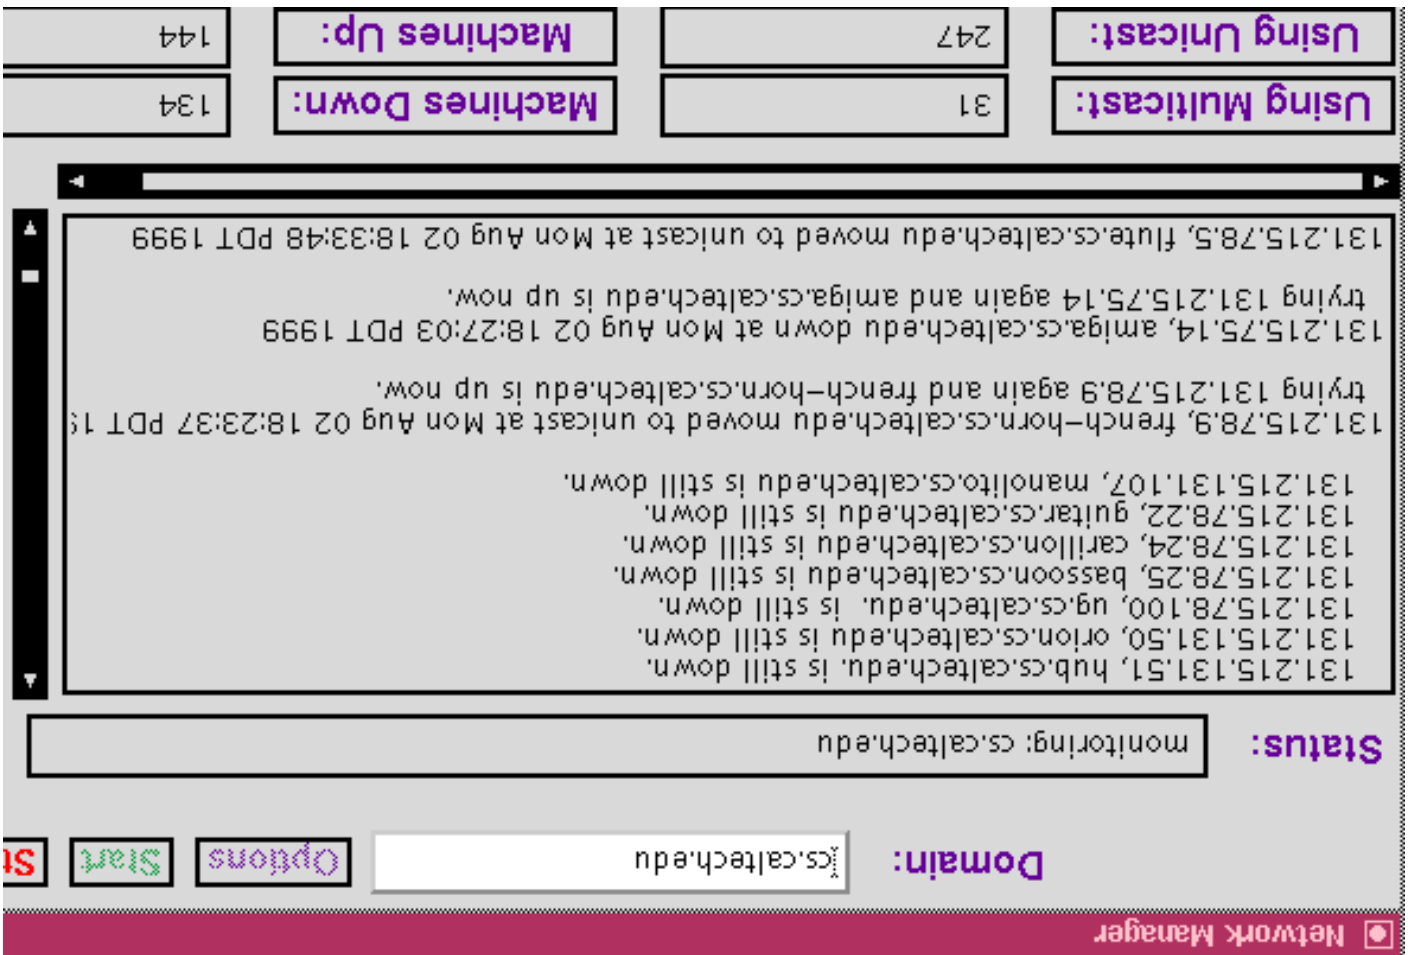 Network Manager
Domain: cs.caltech.edu Options Start St
Status: monitoring: cs.caltech.edu
131.215.131.51, hub.cs.caltech.edu. is still down.
131.215.131.50, orion.cs.caltech.edu is still down.
131.215.78.100, ug.cs.caltech.edu. is still down.
131.215.78.25, bassoon.cs.caltech.edu is still down.
131.215.78.24, carillon.cs.caltech.edu is still down.
131.215.78.22, guitar.cs.caltech.edu is still down.
131.215.131.107, manolito.cs.caltech.edu is still down.
131.215.78.9, french-horn.cs.caltech.edu moved to unicast at Mon Aug 02 18:23:37 PDT 19
trying 131.215.78.9 again and french-horn.cs.caltech.edu is up now.
131.215.75.14, amiga.cs.caltech.edu down at Mon Aug 02 18:27:03 PDT 1999
trying 131.215.75.14 again and amiga.cs.caltech.edu is up now.
131.215.78.5, flute.cs.caltech.edu moved to unicast at Mon Aug 02 18:33:48 PDT 1999
Using Multicast: 31 Machines Down: 134
Using Unicast: 247 Machines Up: 144